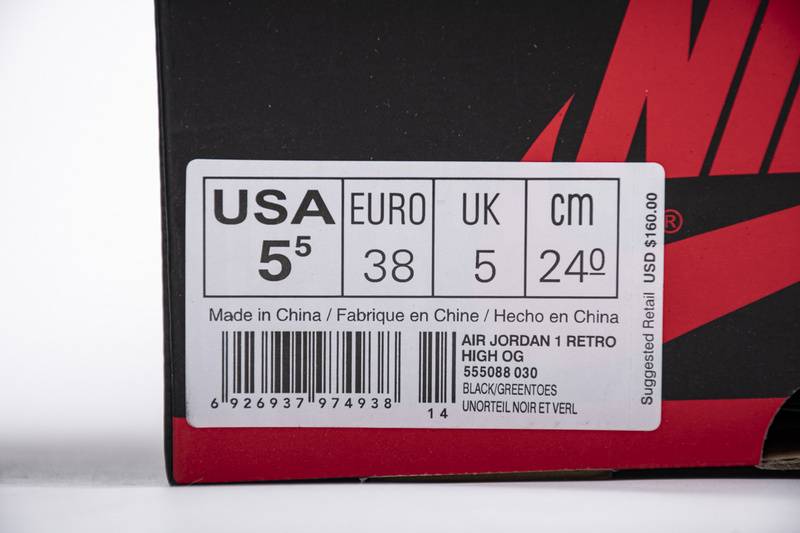 NI
®
USA EURO UK cm
5⁵ 38 5 24⁰
Made in China / Fabrique en Chine / Hecho en China
AIR JORDAN 1 RETRO
HIGH OG
555088 030
BLACK/GREENTOES
UNORTEIL NOIR ET VERL
6 926937 974938
14
Suggested Retail USD $160.00